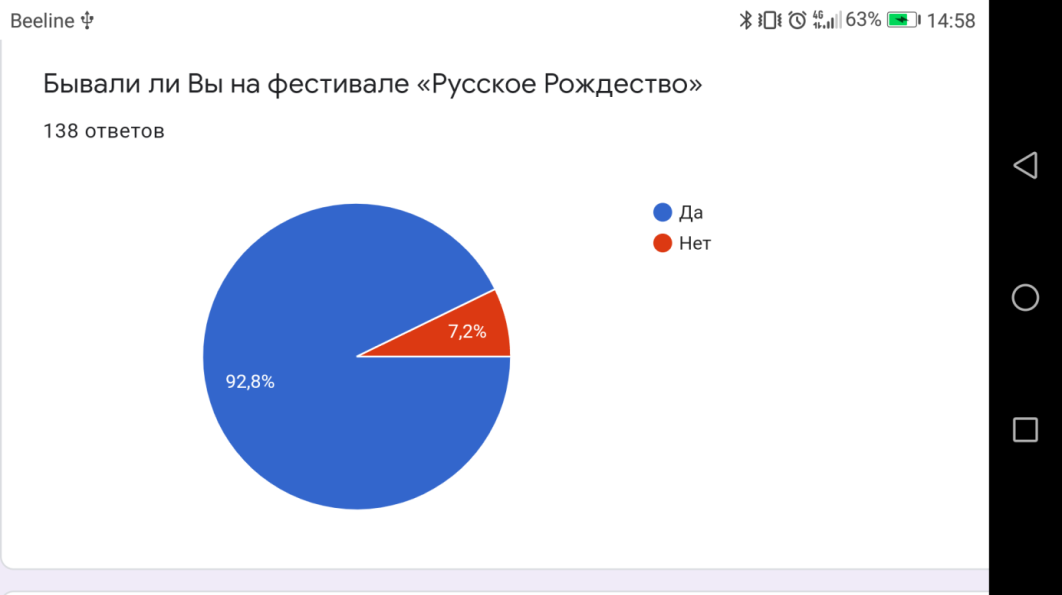 Beeline 4G 63% 14:58
Бывали ли Вы на фестивале «Русское Рождество»
138 ответов
Да
Нет
7,2%
92,8%